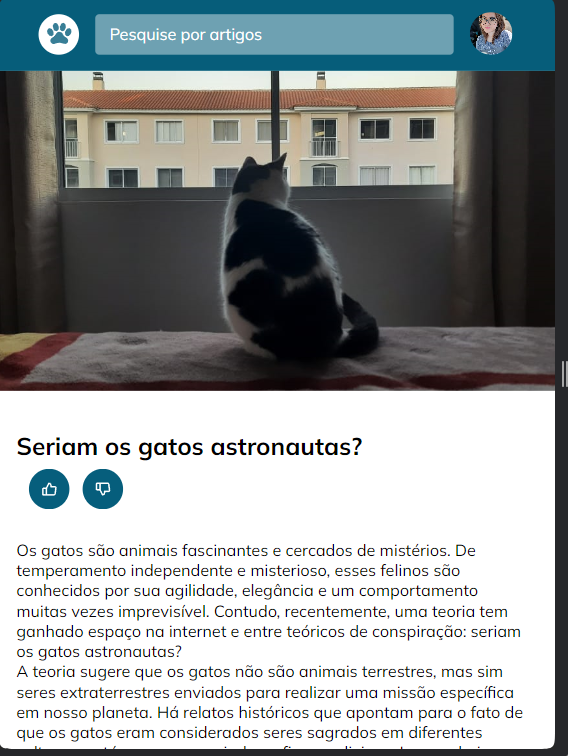 Pesquise por artigos
Seriam os gatos astronautas?
Os gatos são animais fascinantes e cercados de mistérios. De
temperamento independente e misterioso, esses felinos são
conhecidos por sua agilidade, elegância e um comportamento
muitas vezes imprevisível. Contudo, recentemente, uma teoria tem
ganhado espaço na internet e entre teóricos de conspiração: seriam
os gatos astronautas?
A teoria sugere que os gatos não são animais terrestres, mas sim
seres extraterrestres enviados para realizar uma missão específica
em nosso planeta. Há relatos históricos que apontam para o fato de
que os gatos eram considerados seres sagrados em diferentes